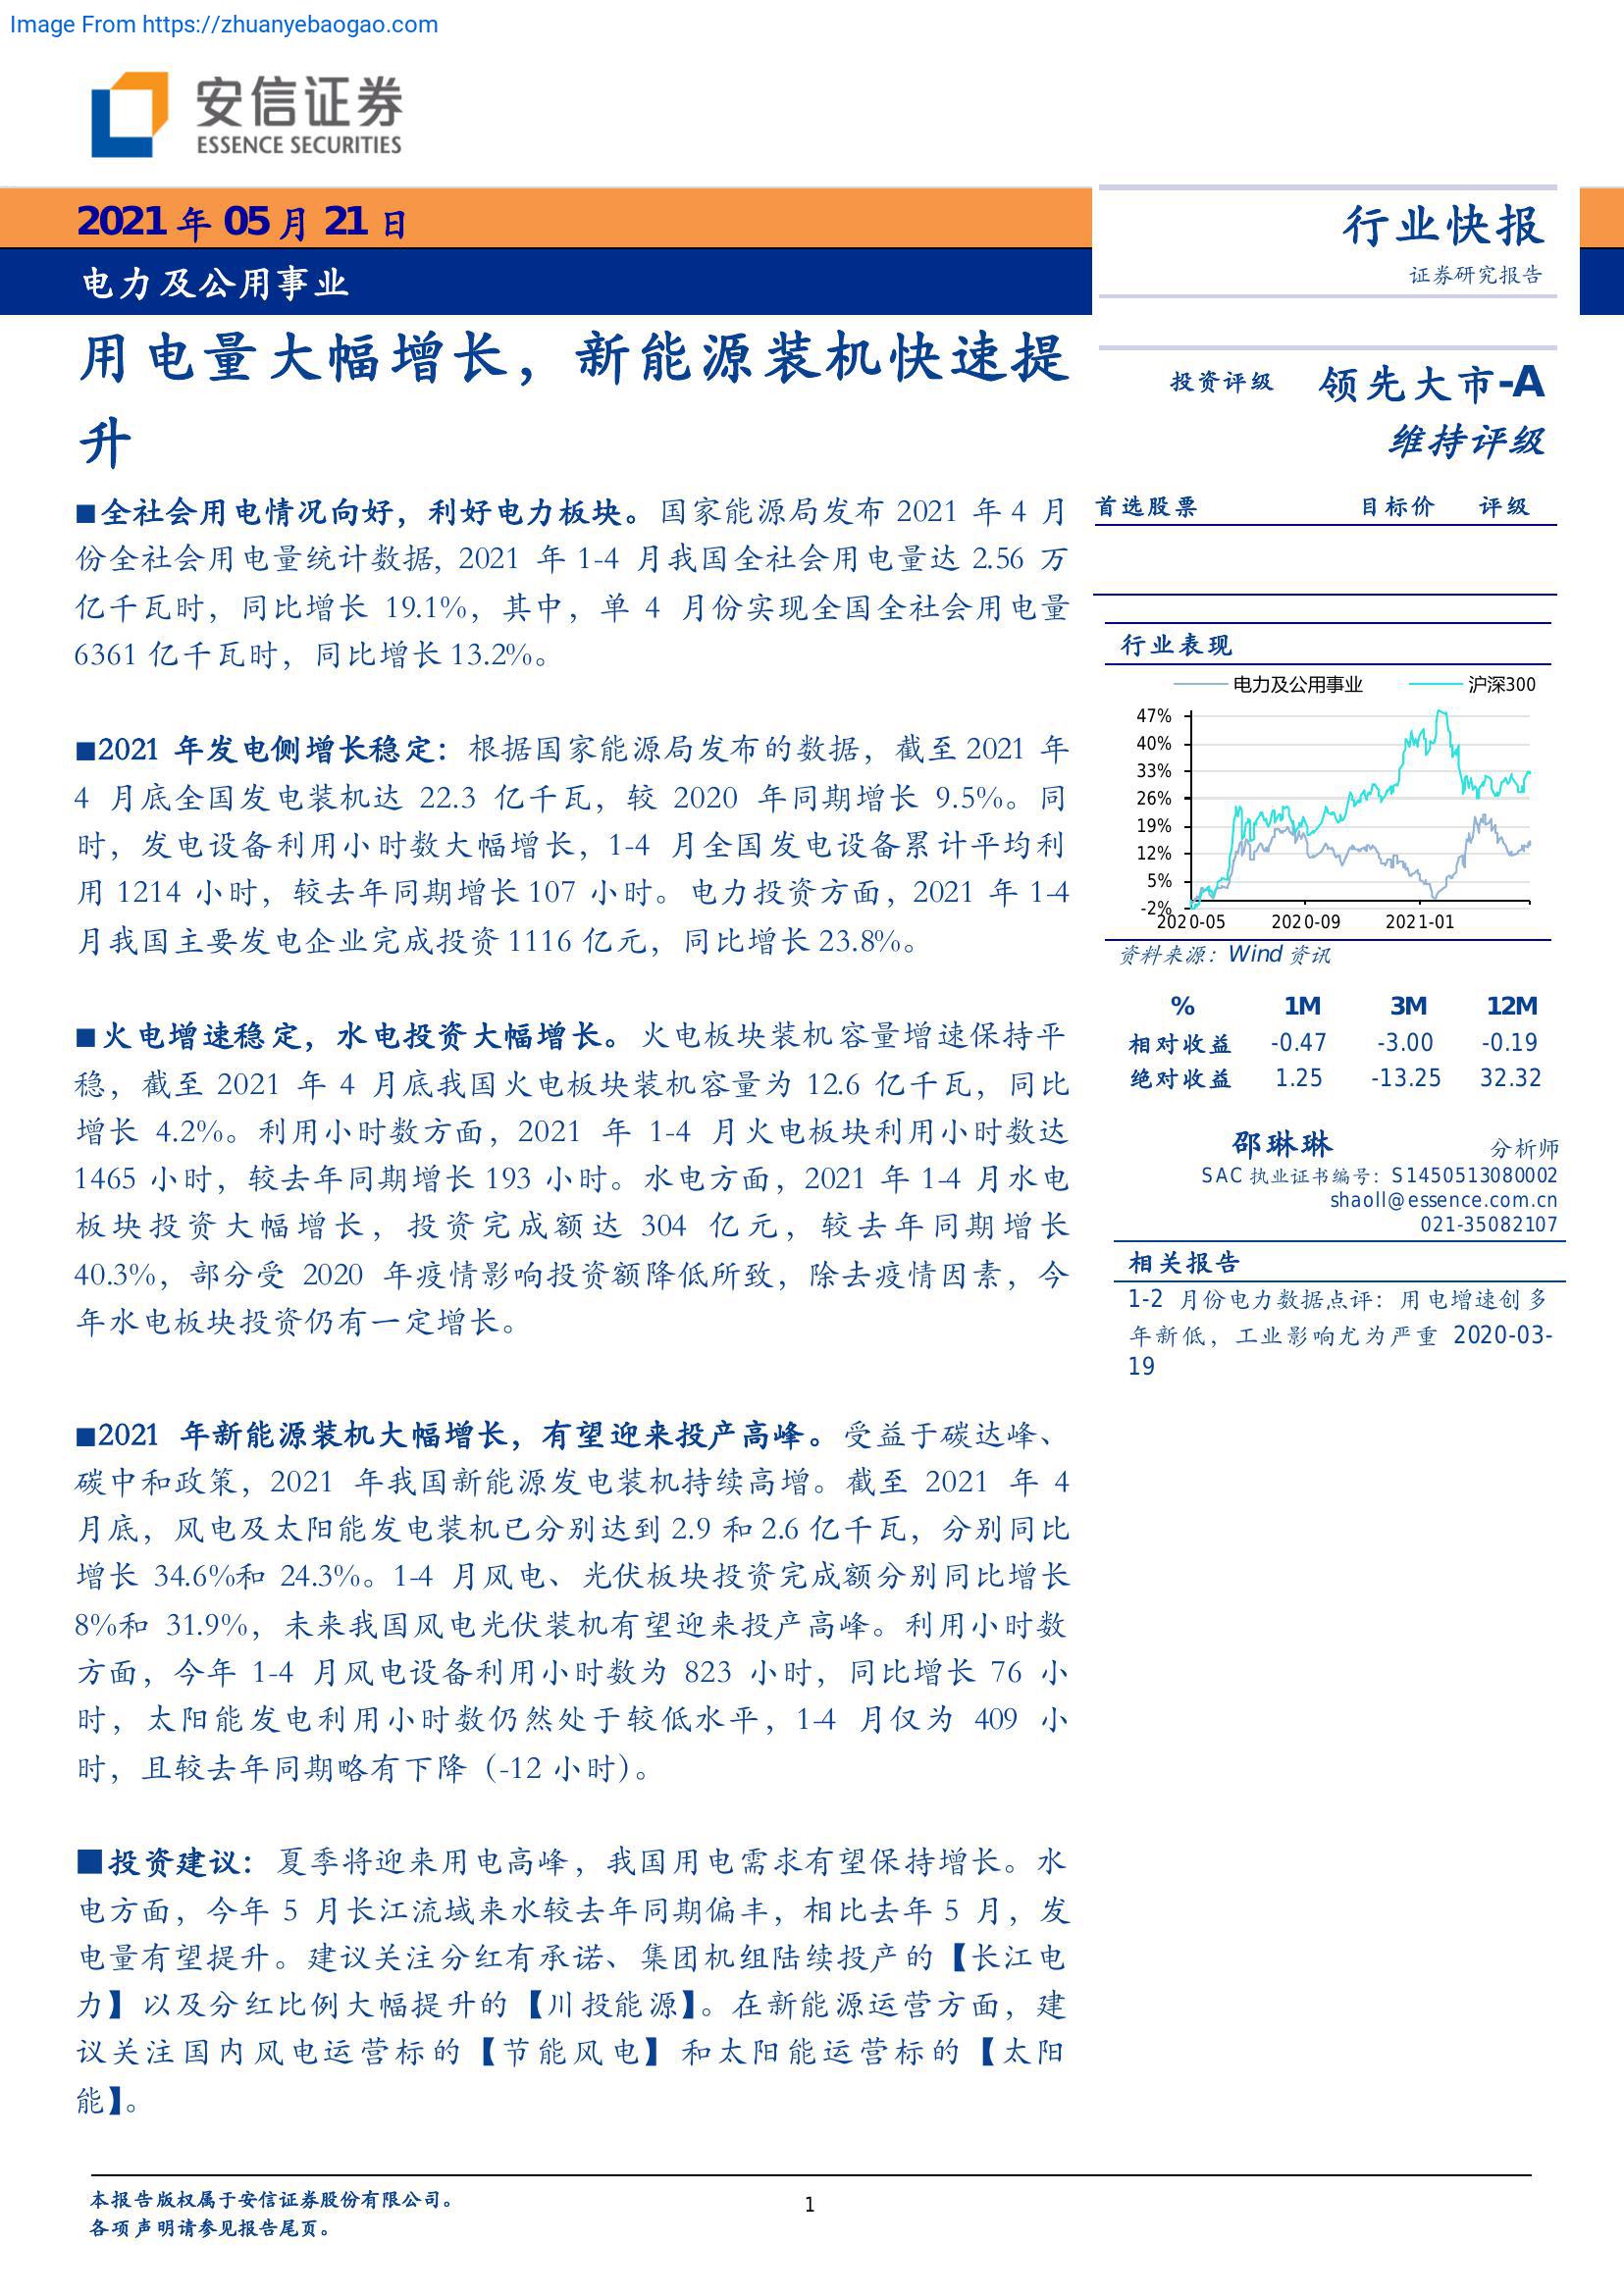 Image From https://zhuanyebaogao.com
安信证券
ESSENCE SECURITIES
2021 年 05 月 21 日
电力及公用事业
行业快报
证券研究报告
用电量大幅增长，新能源装机快速提
升
■全社会用电情况向好，利好电力板块。国家能源局发布 2021 年 4 月
份全社会用电量统计数据, 2021 年 1-4 月我国全社会用电量达 2.56 万
亿千瓦时，同比增长 19.1%，其中，单 4 月份实现全国全社会用电量
6361 亿千瓦时，同比增长 13.2%。
■2021 年发电侧增长稳定：根据国家能源局发布的数据，截至 2021 年
4 月底全国发电装机达 22.3 亿千瓦，较 2020 年同期增长 9.5%。同
时，发电设备利用小时数大幅增长，1-4 月全国发电设备累计平均利
用 1214 小时，较去年同期增长 107 小时。电力投资方面，2021 年 1-4
月我国主要发电企业完成投资 1116 亿元，同比增长 23.8%。
■火电增速稳定，水电投资大幅增长。火电板块装机容量增速保持平
稳，截至 2021 年 4 月底我国火电板块装机容量为 12.6 亿千瓦，同比
增长 4.2%。利用小时数方面，2021 年 1-4 月火电板块利用小时数达
1465 小时，较去年同期增长 193 小时。水电方面，2021 年 1-4 月水电
板块投资大幅增长，投资完成额达 304 亿元，较去年同期增长
40.3%，部分受 2020 年疫情影响投资额降低所致，除去疫情因素，今
年水电板块投资仍有一定增长。
■2021 年新能源装机大幅增长，有望迎来投产高峰。受益于碳达峰、
碳中和政策，2021 年我国新能源发电装机持续高增。截至 2021 年 4
月底，风电及太阳能发电装机已分别达到 2.9 和 2.6 亿千瓦，分别同比
增长 34.6%和 24.3%。1-4 月风电、光伏板块投资完成额分别同比增长
8%和 31.9%，未来我国风电光伏装机有望迎来投产高峰。利用小时数
方面，今年 1-4 月风电设备利用小时数为 823 小时，同比增长 76 小
时，太阳能发电利用小时数仍然处于较低水平，1-4 月仅为 409 小
时，且较去年同期略有下降（-12 小时）。
■投资建议：夏季将迎来用电高峰，我国用电需求有望保持增长。水
电方面，今年 5 月长江流域来水较去年同期偏丰，相比去年 5 月，发
电量有望提升。建议关注分红有承诺、集团机组陆续投产的【长江电
力】以及分红比例大幅提升的【川投能源】。在新能源运营方面，建
议关注国内风电运营标的【节能风电】和太阳能运营标的【太阳
能】。
投资评级 领先大市-A
维持评级
首选股票 目标价 评级
行业表现
电力及公用事业 沪深300
47%
40%
33%
26%
19%
12%
5%
-2%
2020-05 2020-09 2021-01
资料来源：Wind 资讯
% 1M 3M 12M
相对收益 -0.47 -3.00 -0.19
绝对收益 1.25 -13.25 32.32
邵琳琳 分析师
SAC 执业证书编号：S1450513080002
shaoll@essence.com.cn
021-35082107
相关报告
1-2 月份电力数据点评：用电增速创多
年新低，工业影响尤为严重 2020-03-
19
本报告版权属于安信证券股份有限公司。
各项声明请参见报告尾页。
1